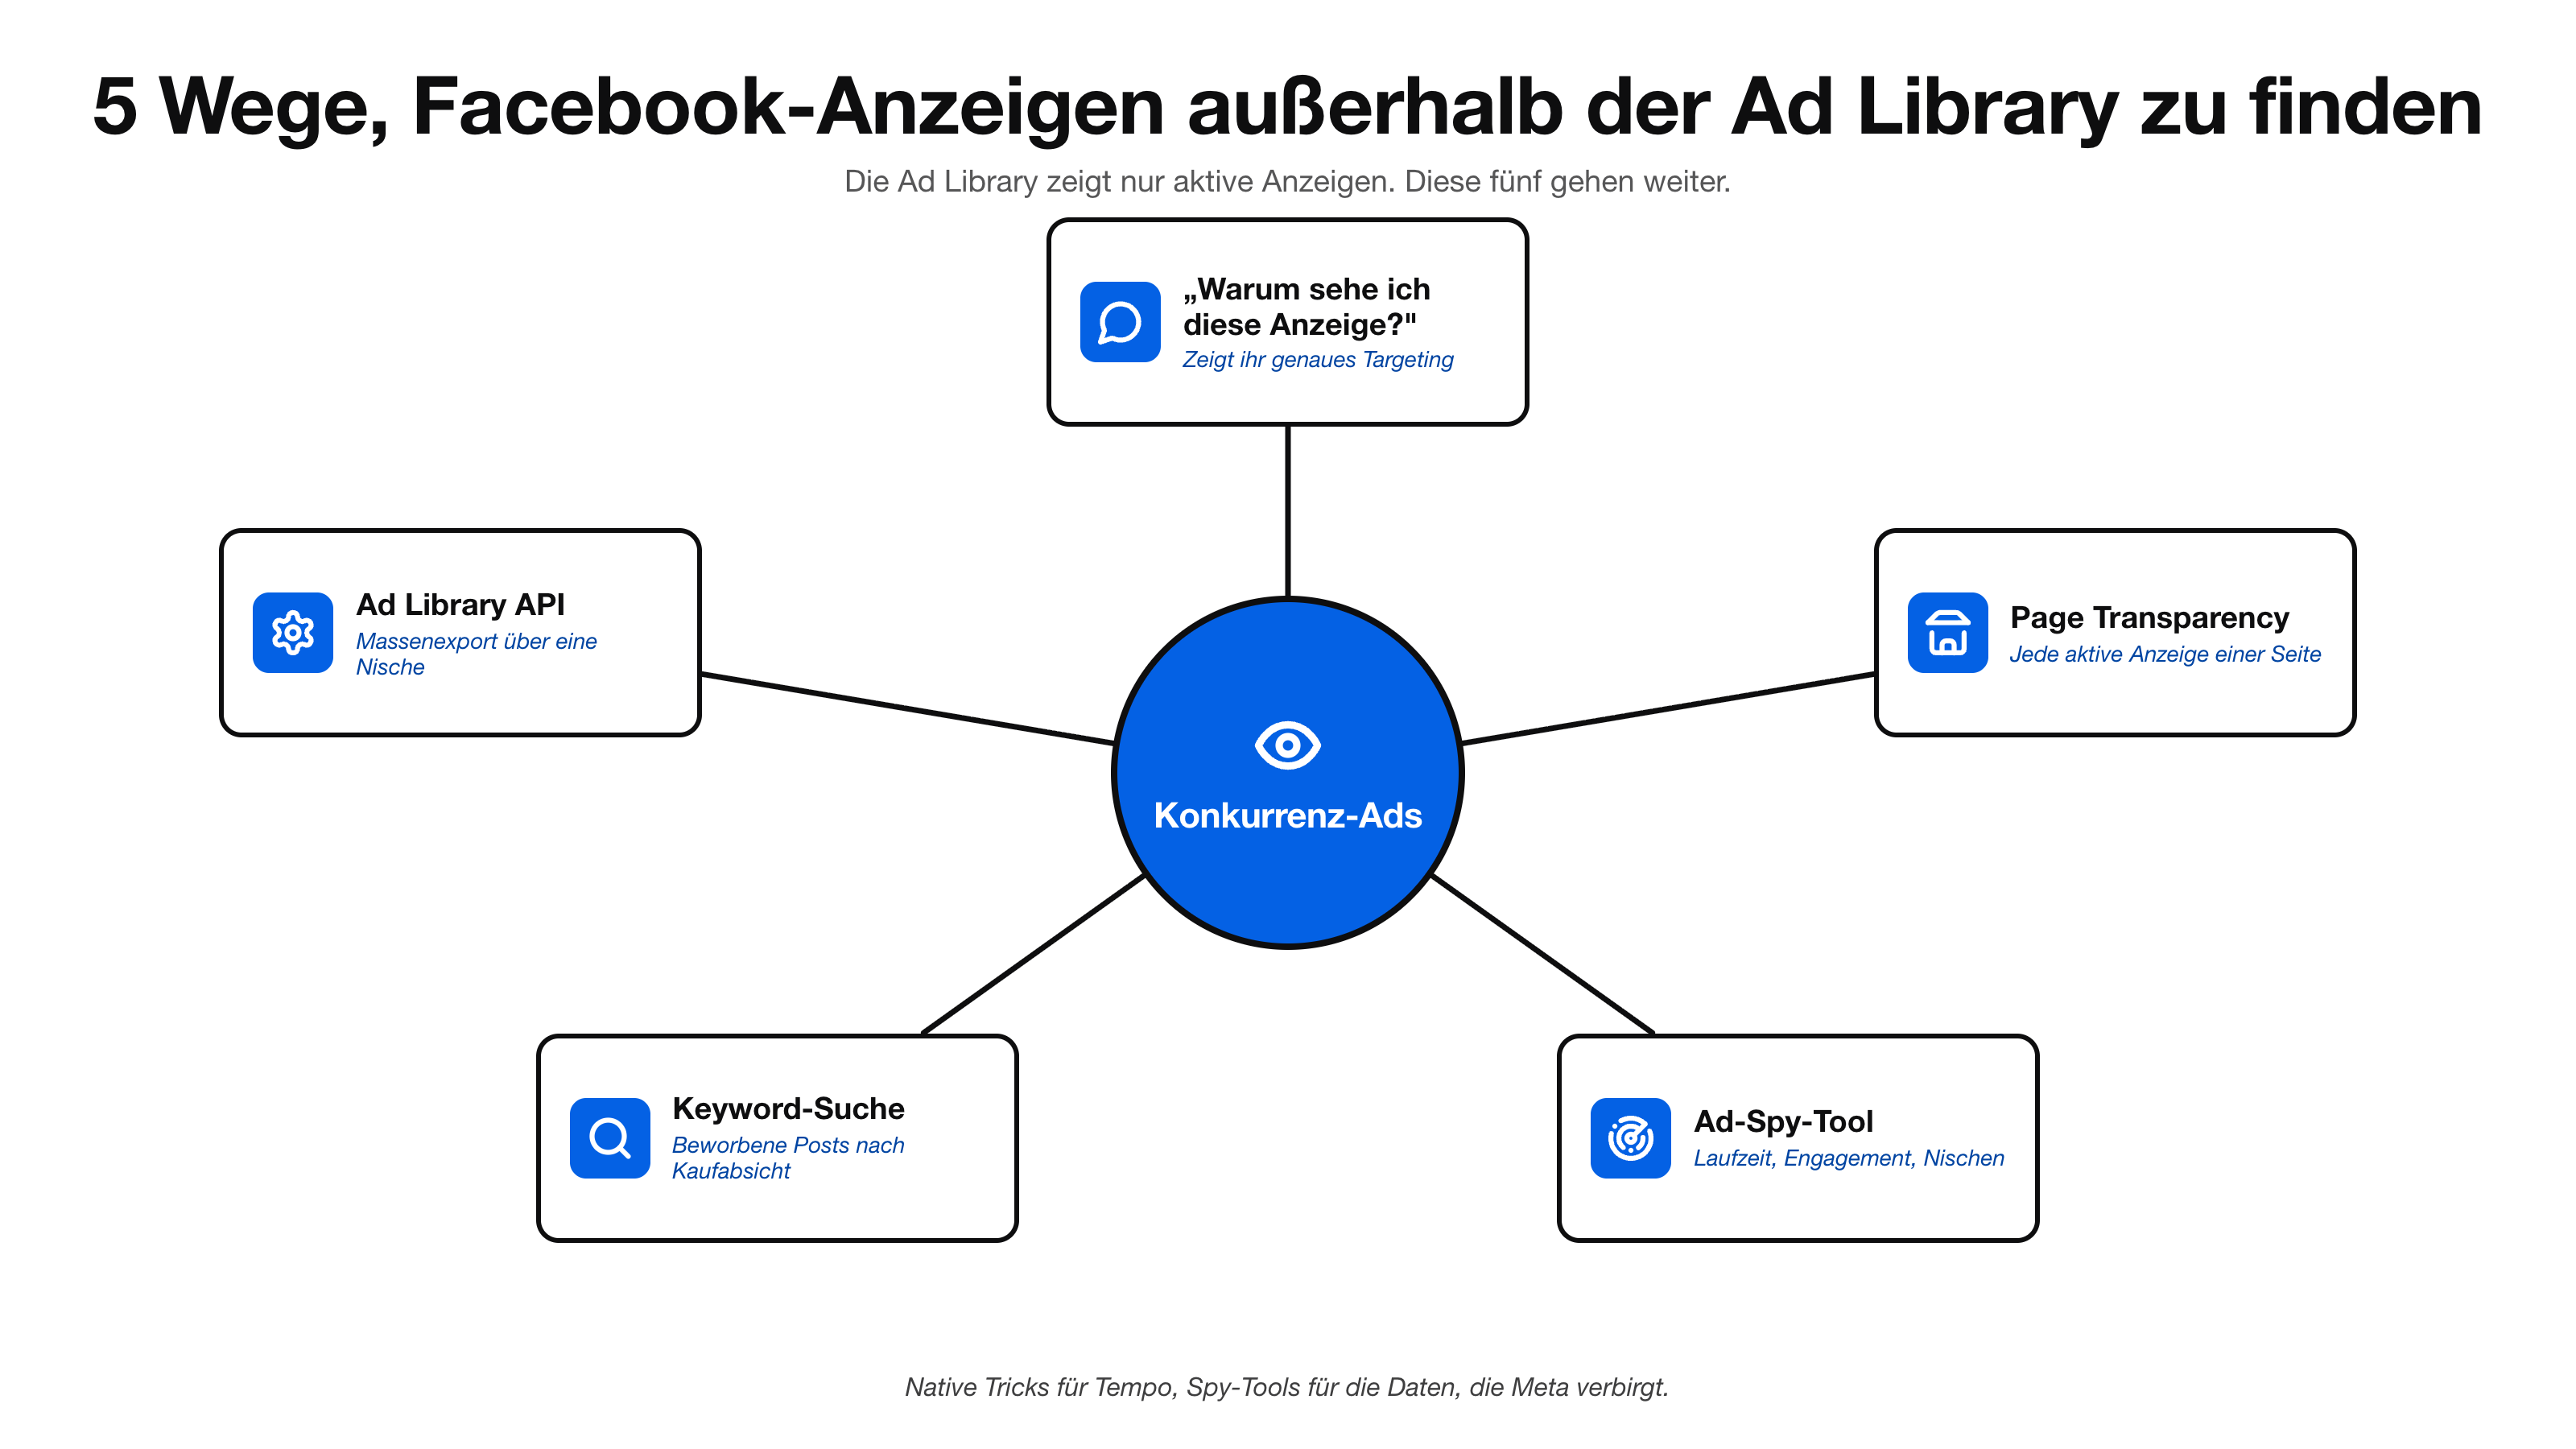 5 Wege, Facebook-Anzeigen außerhalb der Ad Library zu finden
Die Ad Library zeigt nur aktive Anzeigen. Diese fünf gehen weiter.
„Warum sehe ich
diese Anzeige?"
Zeigt ihr genaues Targeting
Ad Library API
Massenexport über eine
Nische
Page Transparency
Jede aktive Anzeige einer Seite
Konkurrenz-Ads
Keyword-Suche
Beworbene Posts nach
Kaufabsicht
Ad-Spy-Tool
Laufzeit, Engagement, Nischen
Native Tricks für Tempo, Spy-Tools für die Daten, die Meta verbirgt.